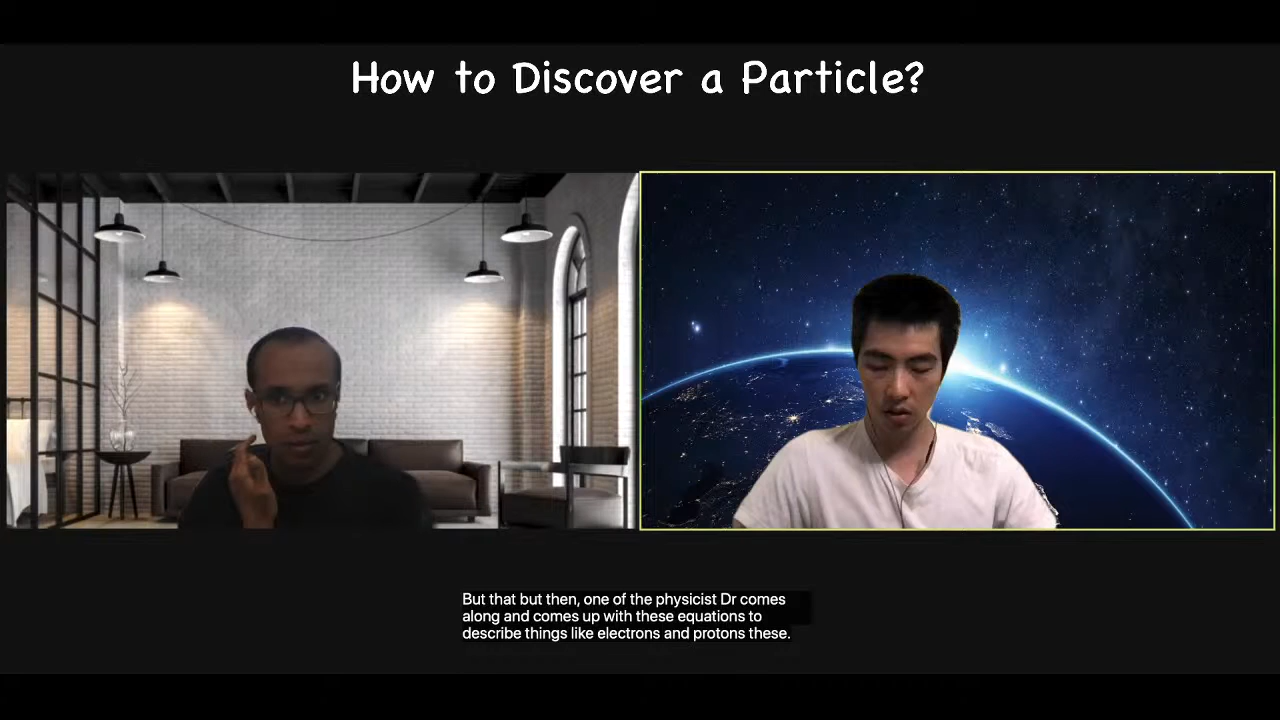 How to Discover a Particle?
But that but then, one of the physicist Dr comes
along and comes up with these equations to
describe things like electrons and protons these.